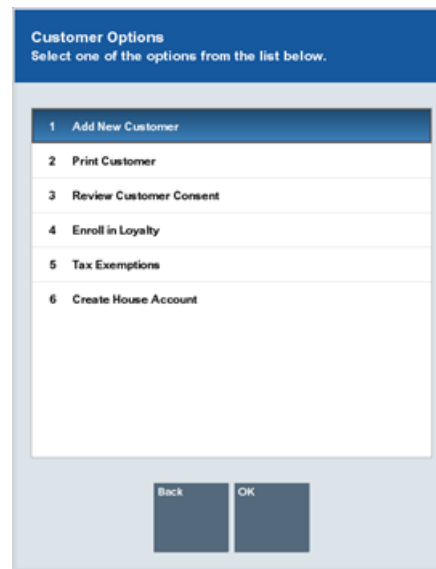 Customer Options
Select one of the options from the list below.
1 Add New Customer
2 Print Customer
3 Review Customer Consent
4 Enroll in Loyalty
5 Tax Exemptions
6 Create House Account
Back OK